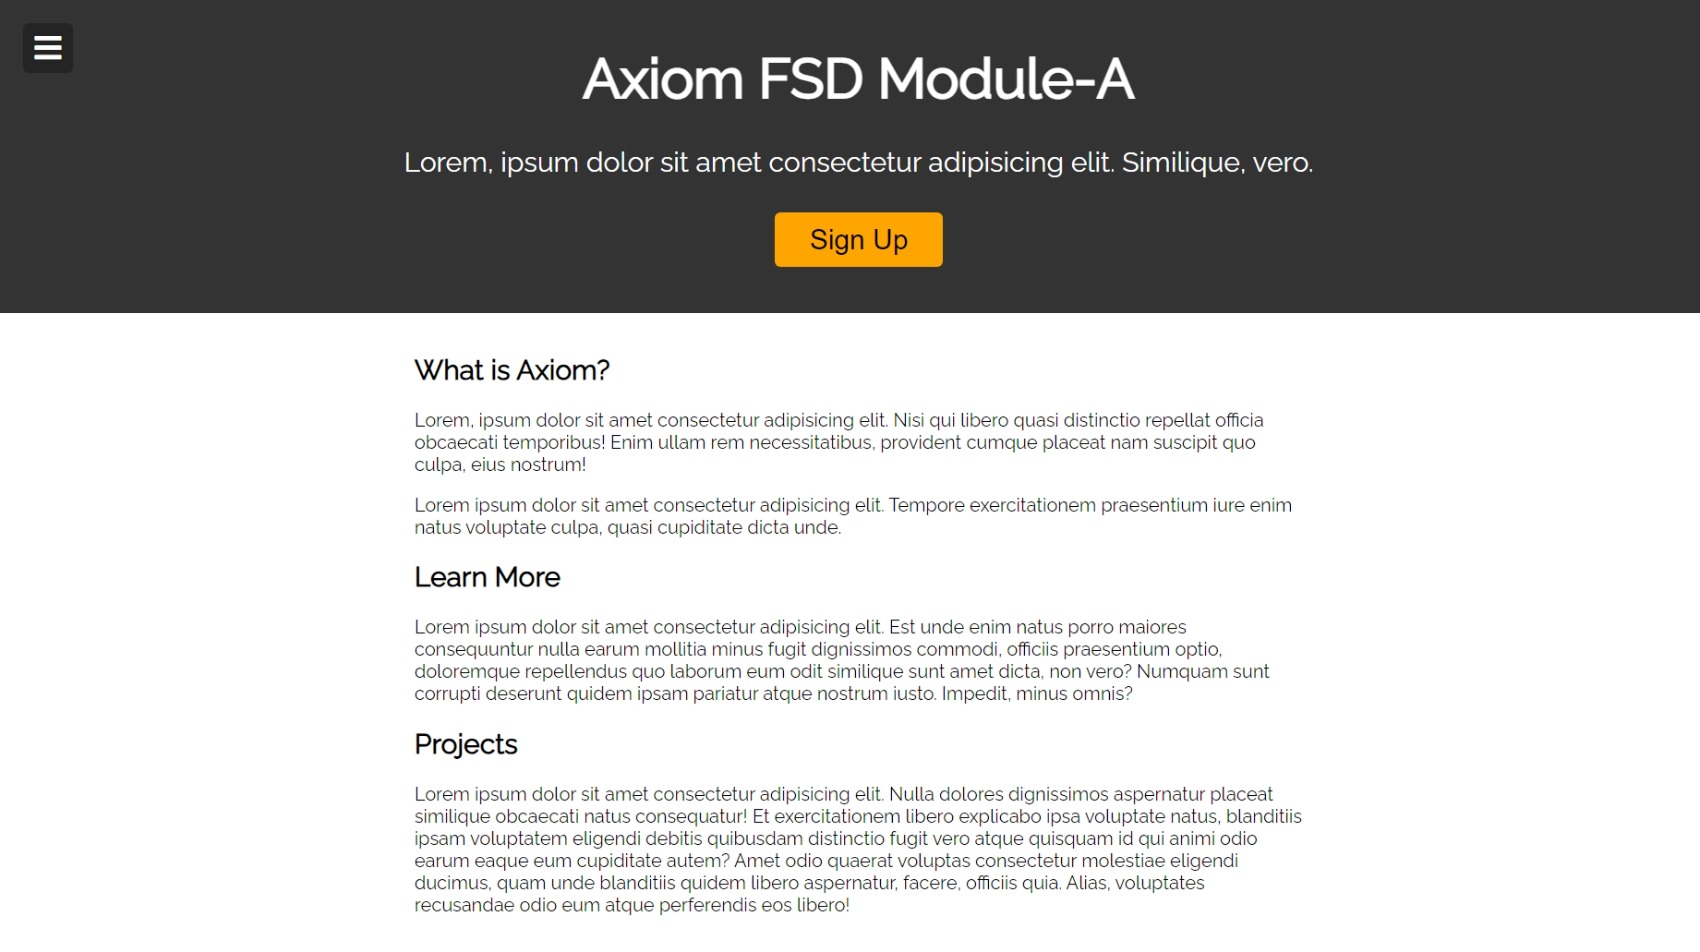 Axiom FSD Module-A
Lorem, ipsum dolor sit amet consectetur adipisicing elit. Similique, vero.
Sign Up
What is Axiom?
Lorem, ipsum dolor sit amet consectetur adipisicing elit. Nisi qui libero quasi distinctio repellat officia
obcaecati temporibus! Enim ullam rem necessitatibus, provident cumque placeat nam suscipit quo
culpa, eius nostrum!
Lorem ipsum dolor sit amet consectetur adipisicing elit. Tempore exercitationem praesentium iure enim
natus voluptate culpa, quasi cupiditate dicta unde.
Learn More
Lorem ipsum dolor sit amet consectetur adipisicing elit. Est unde enim natus porro maiores
consequuntur nulla earum mollitia minus fugit dignissimos commodi, officiis praesentium optio,
doloremque repellendus quo laborum eum odit similique sunt amet dicta, non vero? Numquam sunt
corrupti deserunt quidem ipsam pariatur atque nostrum iusto. Impedit, minus omnis?
Projects
Lorem ipsum dolor sit amet consectetur adipisicing elit. Nulla dolores dignissimos aspernatur placeat
similique obcaecati natus consequatur! Et exercitationem libero explicabo ipsa voluptate natus, blanditiis
ipsam voluptatem eligendi debitis quibusdam distinctio fugit vero atque quisquam id qui animi odio
earum eaque eum cupiditate autem? Amet odio quaerat voluptas consectetur molestiae eligendi
ducimus, quam unde blanditiis quidem libero aspernatur, facere, officiis quia. Alias, voluptates
recusandae odio eum atque perferendis eos libero!